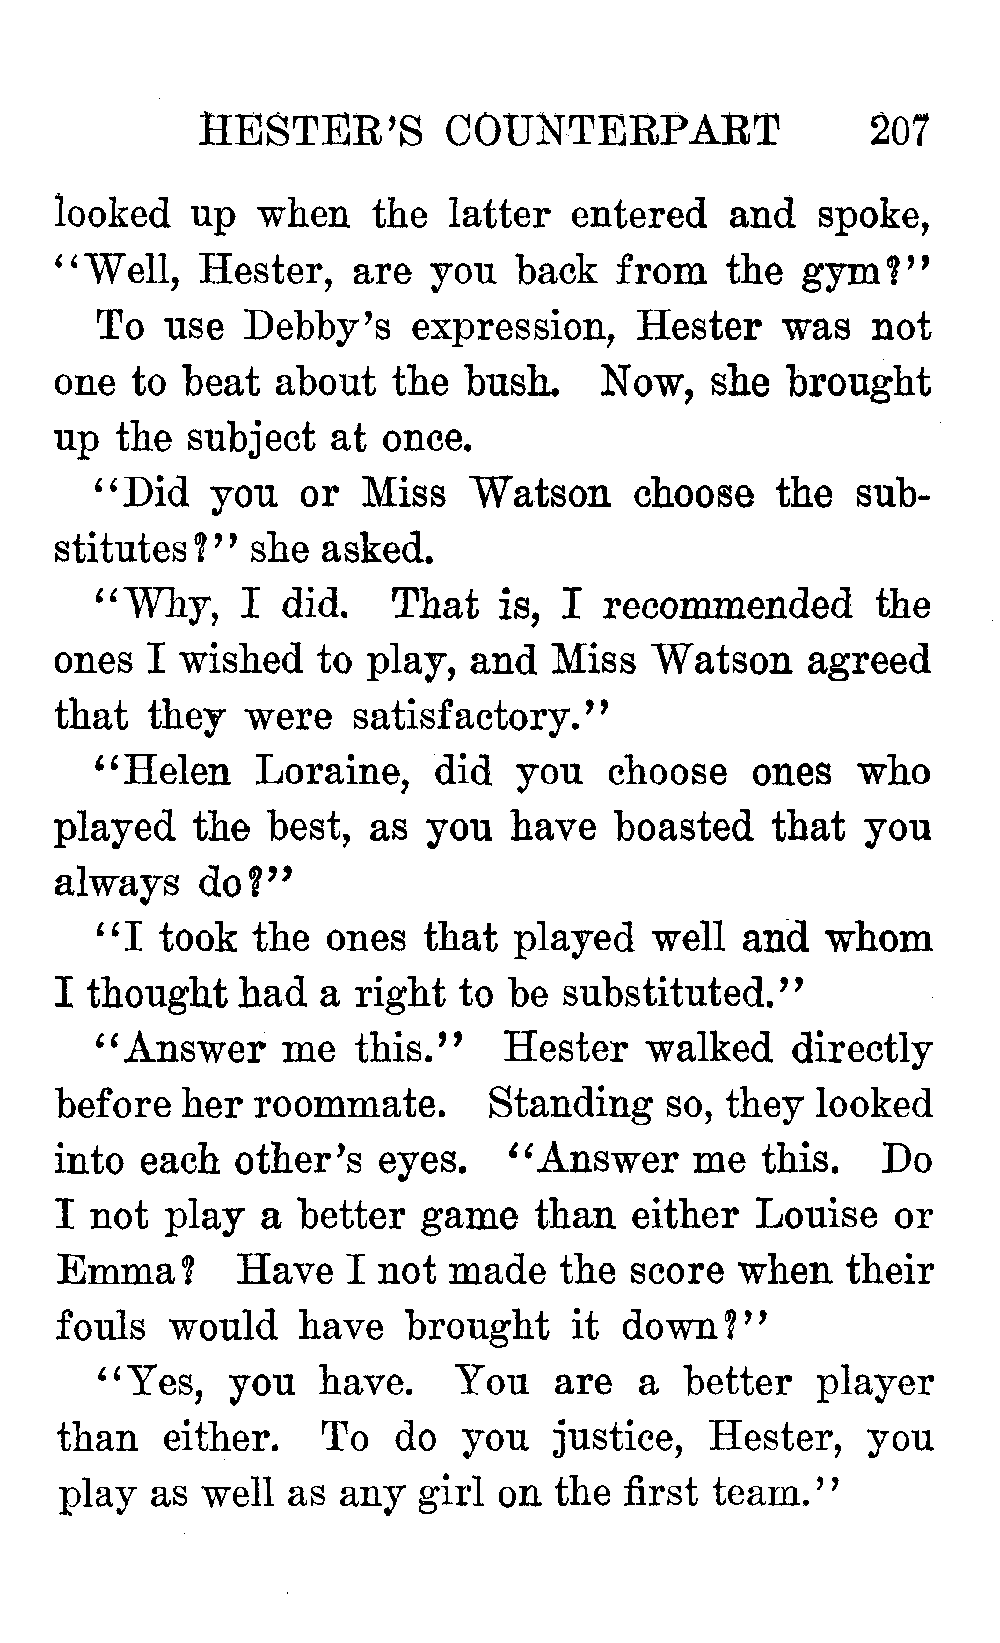 HESTER'S COUNTERPART 207
looked up when the latter entered and spoke,
"Well, Hester, are you back from the gym?"
To use Debby's expression, Hester was not
one to beat about the bush. Now, she brought
up the subject at once.
"Did you or Miss Watson choose the sub-
stitutes?" she asked.
"Why, I did. That is, I recommended the
ones I wished to play, and Miss Watson agreed
that they were satisfactory."
"Helen Loraine, did you choose ones who
played the best, as you have boasted that you
always do?"
"I took the ones that played well and whom
I thought had a right to be substituted."
"Answer me this." Hester walked directly
before her roommate. Standing so, they looked
into each other's eyes. "Answer me this. Do
I not play a better game than either Louise or
Emma? Have I not made the score when their
fouls would have brought it down?"
"Yes, you have. You are a better player
than either. To do you justice, Hester, you
play as well as any girl on the first team."